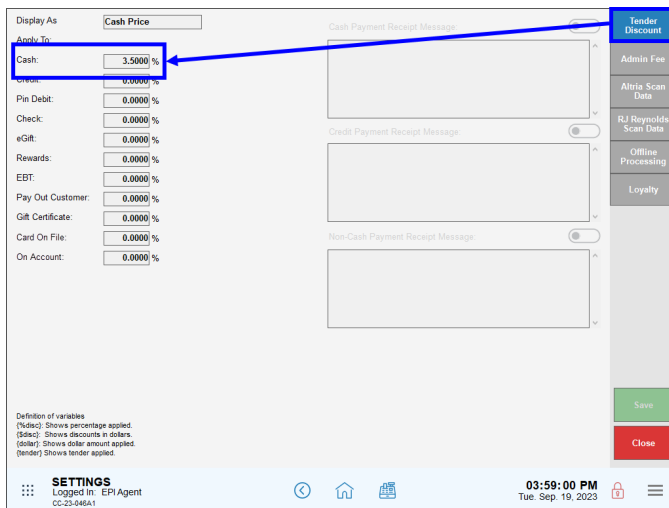 Display As
Cash Price
Apply To:
Cash: 3.5000 %
Credit: 0.0000 %
Pin Debit: 0.0000 %
Check: 0.0000 %
eGift: 0.0000 %
Rewards: 0.0000 %
EBT: 0.0000 %
Pay Out Customer: 0.0000 %
Gift Certificate: 0.0000 %
Card On File: 0.0000 %
On Account: 0.0000 %
Cash Payment Receipt Message:
Credit Payment Receipt Message:
Non-Cash Payment Receipt Message:
Tender
Discount
Admin Fee
Altria Scan
Data
RJ Reynolds
Scan Data
Offline
Processing
Loyalty
Save
Close
Definition of variables
{%disc}: Shows percentage applied.
{$disc}: Shows discounts in dollars.
{dollar}: Shows dollar amount applied.
{tender} Shows tender applied.
SETTINGS
Logged In: EPI Agent
CC-23-046A1
03:59:00 PM
Tue. Sep. 19, 2023